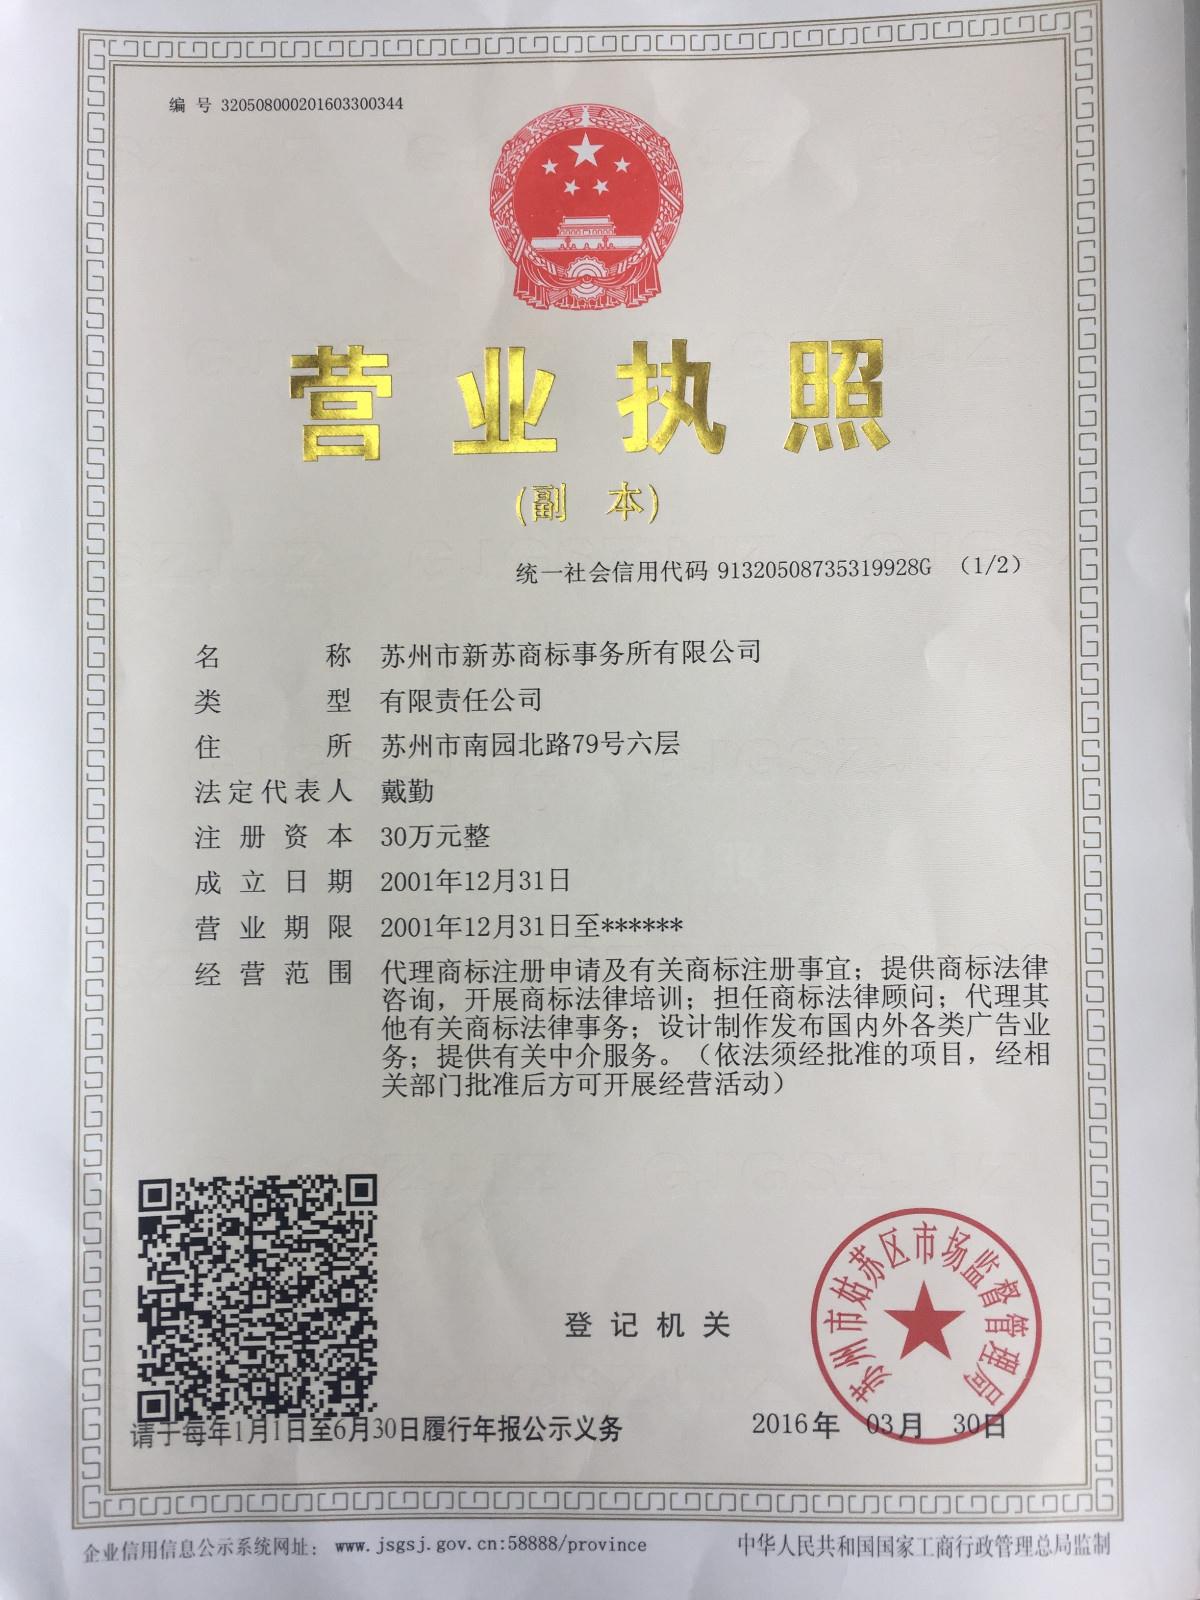 编 号 320508000201603300344
营业执照
(副 本)
统一社会信用代码 91320508735319928G （1/2）
名 称 苏州市新苏商标事务所有限公司
类 型 有限责任公司
住 所 苏州市南园北路79号六层
法定代表人 戴勤
注册资本 30万元整
成立日期 2001年12月31日
营业期限 2001年12月31日至******
经营范围 代理商标注册申请及有关商标注册事宜；提供商标法律
咨询，开展商标法律培训；担任商标法律顾问；代理其
他有关商标法律事务；设计制作发布国内外各类广告业
务；提供有关中介服务。（依法须经批准的项目，经相
关部门批准后方可开展经营活动）
苏州市姑苏区市场监督管理局
登记机关
请于每年1月1日至6月30日履行年报公示义务
2016年 03月 30日
企业信用信息公示系统网址： www.jsgsj.gov.cn:58888/province
中华人民共和国国家工商行政管理总局监制